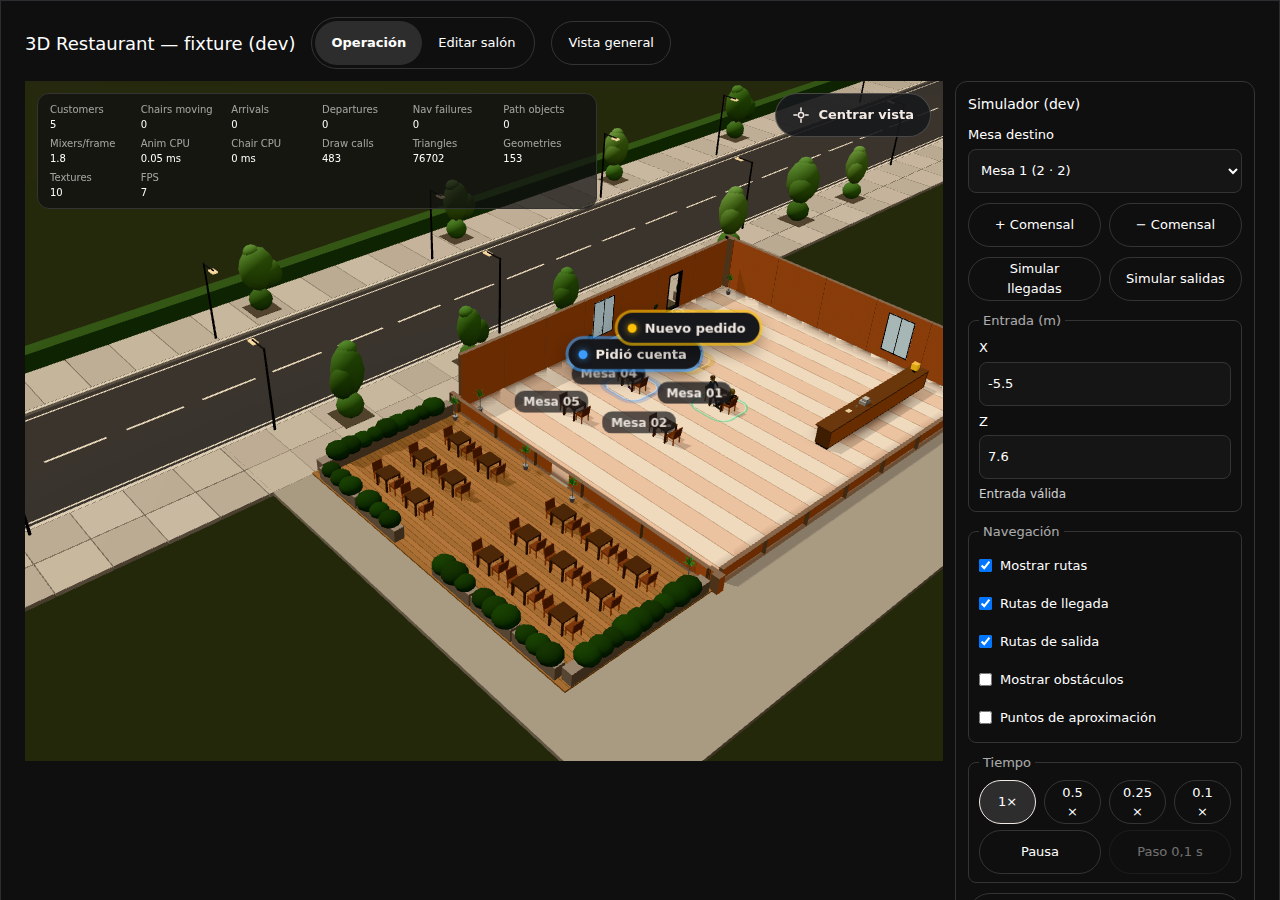 3D Restaurant — fixture (dev)
Operación
Editar salón
Vista general
Customers
5
Chairs moving
0
Arrivals
0
Departures
0
Nav failures
0
Path objects
0
Mixers/frame
1.8
Anim CPU
0.05 ms
Chair CPU
0 ms
Draw calls
483
Triangles
76702
Geometries
153
Textures
10
FPS
7
Centrar vista
Nuevo pedido
Pidió cuenta
Mesa 04
Mesa 05
Mesa 01
Mesa 02
Simulador (dev)
Mesa destino
Mesa 1 (2 · 2)
+ Comensal
− Comensal
Simular
llegadas
Simular salidas
Entrada (m)
X
-5.5
Z
7.6
Entrada válida
Navegación
Mostrar rutas
Rutas de llegada
Rutas de salida
Mostrar obstáculos
Puntos de aproximación
Tiempo
1×
0.5
×
0.25
×
0.1
×
Pausa
Paso 0,1 s